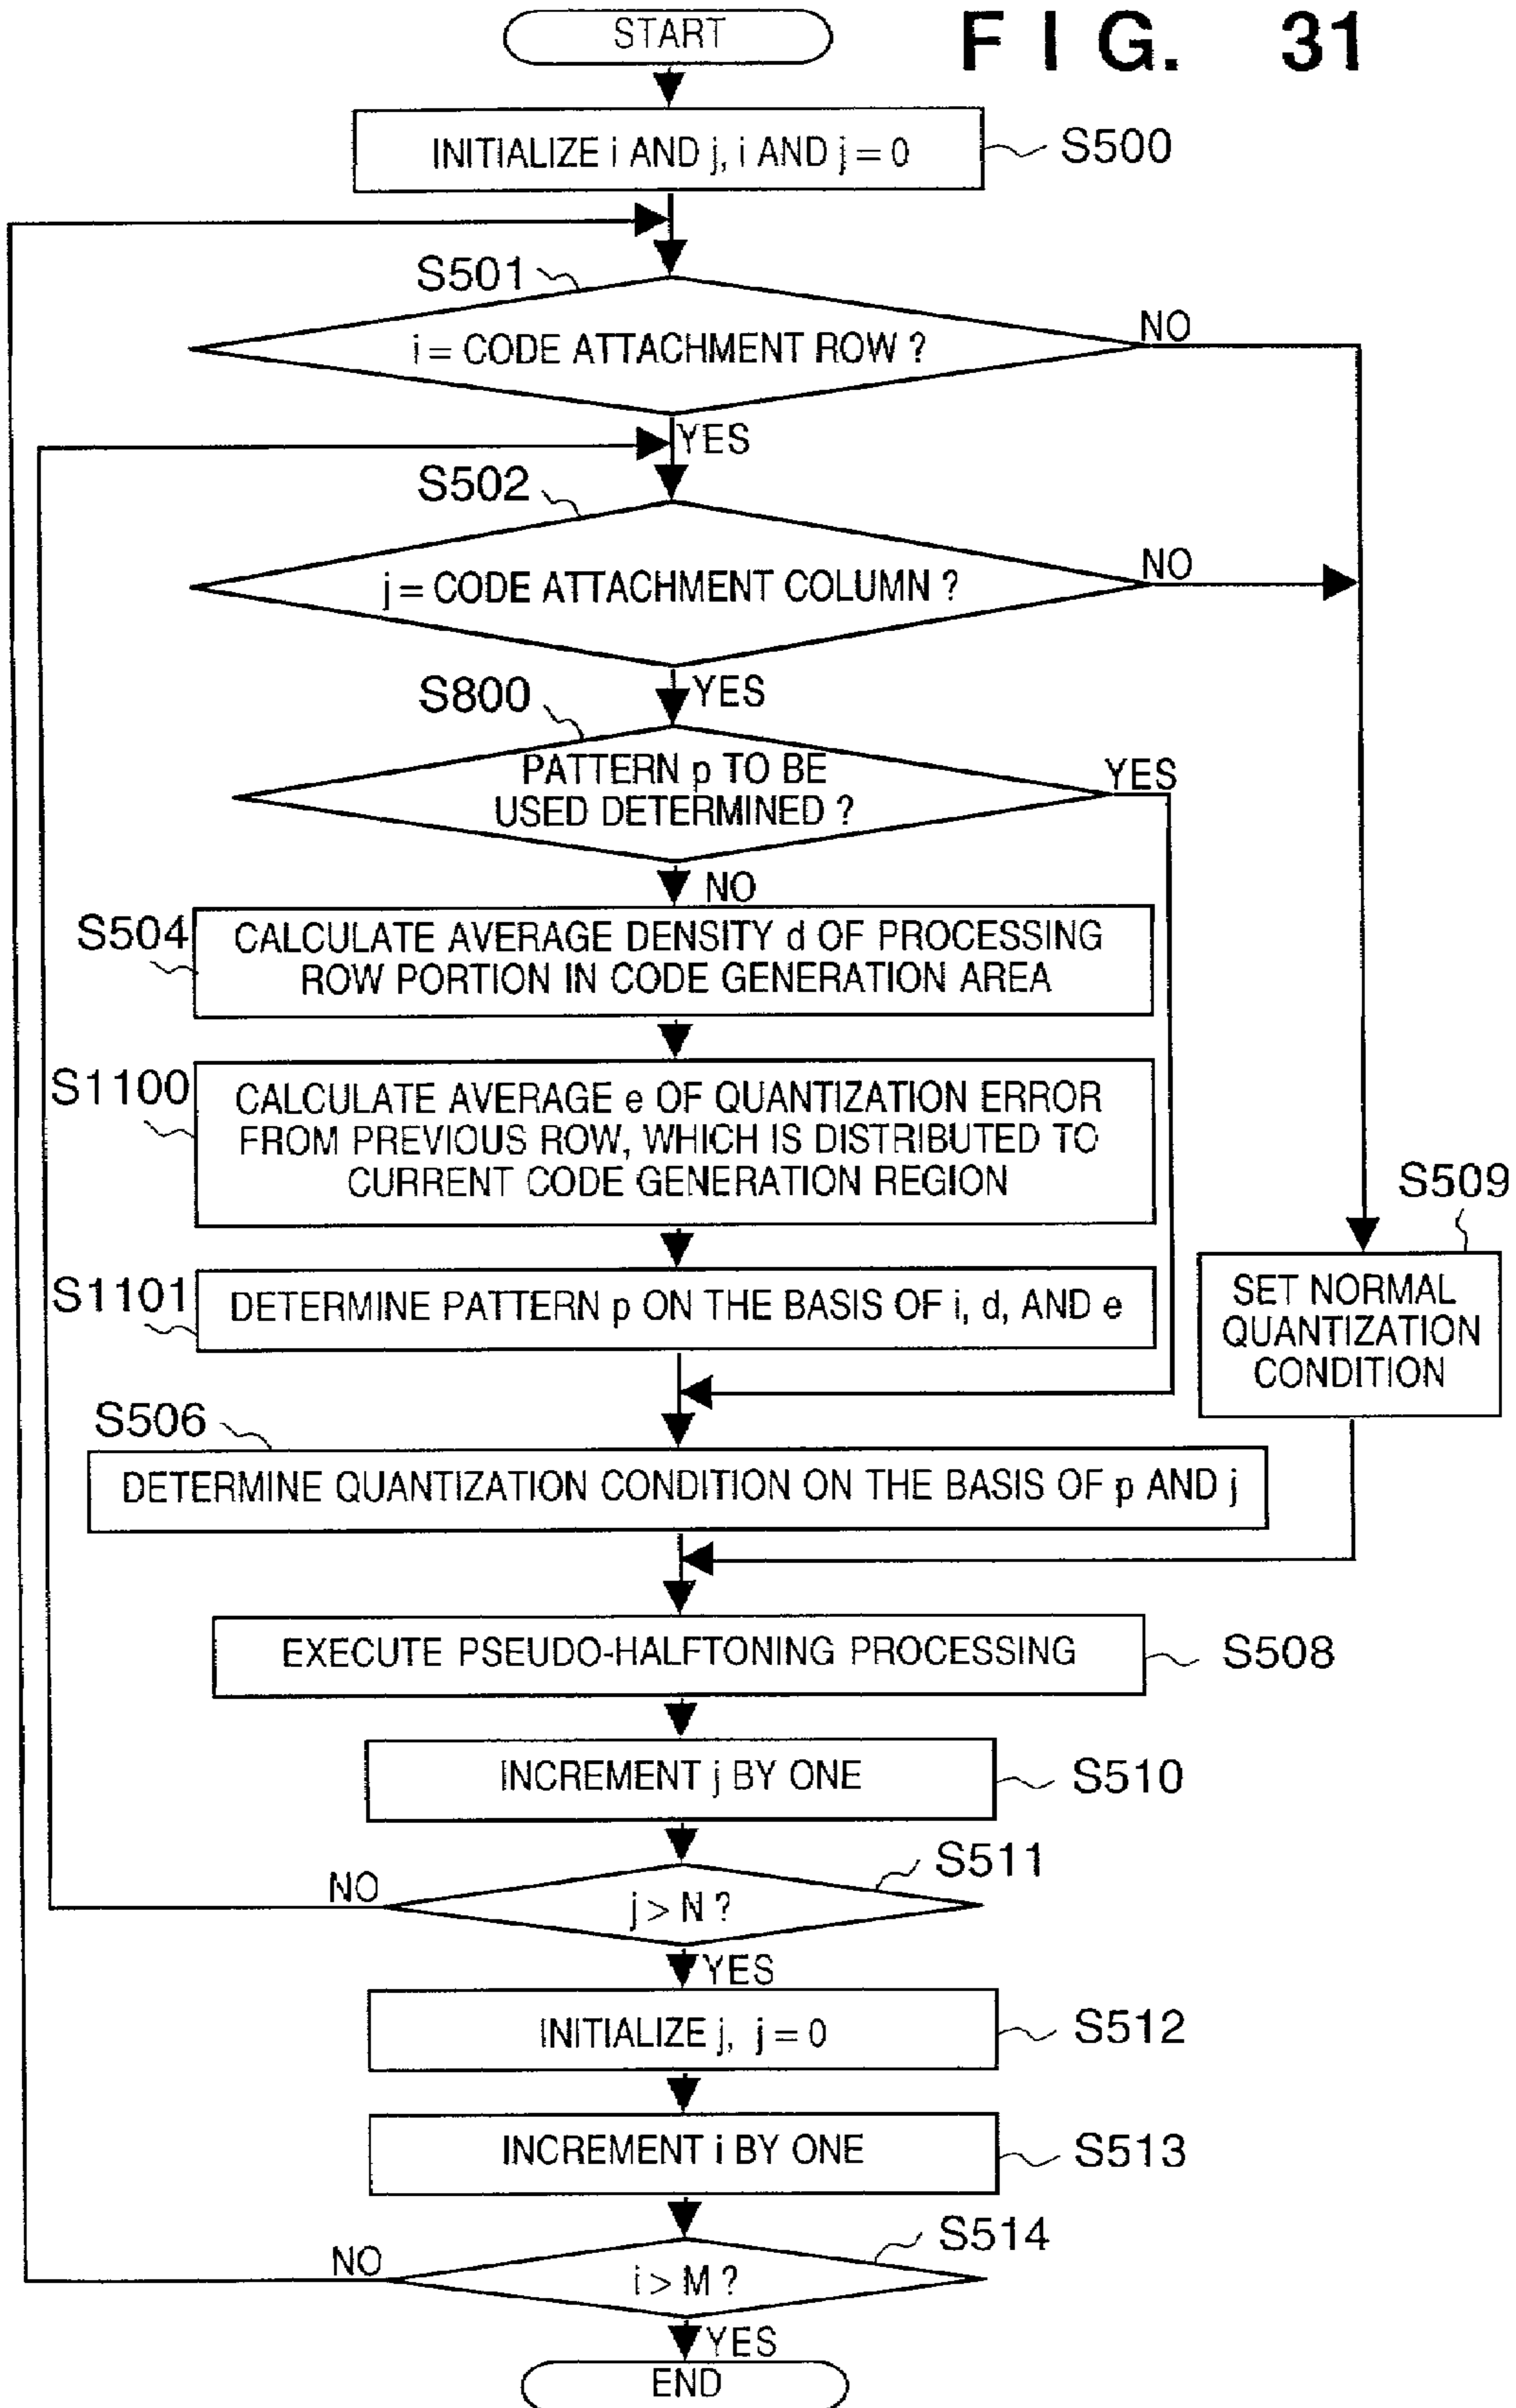 START
FIG. 31
INITIALIZE i AND j, i AND j = 0
S500
S501
i = CODE ATTACHMENT ROW ?
NO
YES
S502
j = CODE ATTACHMENT COLUMN ?
NO
YES
S800
PATTERN p TO BE
USED DETERMINED ?
YES
NO
S504
CALCULATE AVERAGE DENSITY d OF PROCESSING
ROW PORTION IN CODE GENERATION AREA
S1100
CALCULATE AVERAGE e OF QUANTIZATION ERROR
FROM PREVIOUS ROW, WHICH IS DISTRIBUTED TO
CURRENT CODE GENERATION REGION
S509
SET NORMAL
QUANTIZATION
CONDITION
S1101
DETERMINE PATTERN p ON THE BASIS OF i, d, AND e
S506
DETERMINE QUANTIZATION CONDITION ON THE BASIS OF p AND j
EXECUTE PSEUDO-HALFTONING PROCESSING
S508
INCREMENT j BY ONE
S510
S511
NO
j > N ?
YES
INITIALIZE j, j = 0
S512
INCREMENT i BY ONE
S513
S514
NO
i > M ?
YES
END